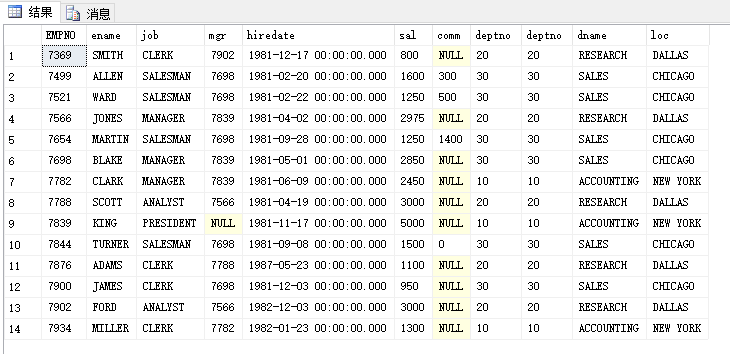 结果 消息
EMPNO ename job mgr hiredate sal comm deptno deptno dname loc
1 7369 SMITH CLERK 7902 1981-12-17 00:00:00.000 800 NULL 20 20 RESEARCH DALLAS
2 7499 ALLEN SALESMAN 7698 1981-02-20 00:00:00.000 1600 300 30 30 SALES CHICAGO
3 7521 WARD SALESMAN 7698 1981-02-22 00:00:00.000 1250 500 30 30 SALES CHICAGO
4 7566 JONES MANAGER 7839 1981-04-02 00:00:00.000 2975 NULL 20 20 RESEARCH DALLAS
5 7654 MARTIN SALESMAN 7698 1981-09-28 00:00:00.000 1250 1400 30 30 SALES CHICAGO
6 7698 BLAKE MANAGER 7839 1981-05-01 00:00:00.000 2850 NULL 30 30 SALES CHICAGO
7 7782 CLARK MANAGER 7839 1981-06-09 00:00:00.000 2450 NULL 10 10 ACCOUNTING NEW YORK
8 7788 SCOTT ANALYST 7566 1981-04-19 00:00:00.000 3000 NULL 20 20 RESEARCH DALLAS
9 7839 KING PRESIDENT NULL 1981-11-17 00:00:00.000 5000 NULL 10 10 ACCOUNTING NEW YORK
10 7844 TURNER SALESMAN 7698 1981-09-08 00:00:00.000 1500 0 30 30 SALES CHICAGO
11 7876 ADAMS CLERK 7788 1987-05-23 00:00:00.000 1100 NULL 20 20 RESEARCH DALLAS
12 7900 JAMES CLERK 7698 1981-12-03 00:00:00.000 950 NULL 30 30 SALES CHICAGO
13 7902 FORD ANALYST 7566 1982-12-03 00:00:00.000 3000 NULL 20 20 RESEARCH DALLAS
14 7934 MILLER CLERK 7782 1982-01-23 00:00:00.000 1300 NULL 10 10 ACCOUNTING NEW YORK